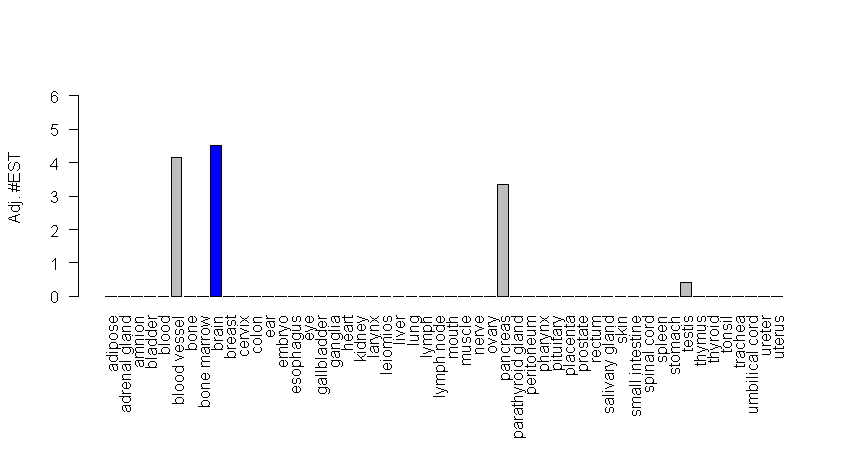 6
5
4
3
2
1
0
Adj. #EST
adipose
adrenal gland
amnion
bladder
blood
blood vessel
bone
bone marrow
brain
breast
cervix
colon
ear
embryo
esophagus
eye
gallbladder
ganglia
heart
kidney
larynx
leiomios
liver
lung
lymph
lymph node
mouth
muscle
nerve
ovary
pancreas
parathyroid gland
peritoneum
pharynx
pituitary
placenta
prostate
rectum
salivary gland
skin
small intestine
spinal cord
spleen
stomach
testis
thymus
thyroid
tonsil
trachea
umbilical cord
ureter
uterus